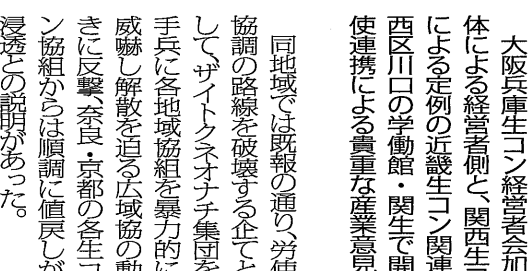 大阪兵庫生コン経営者会加
体による経営者側と、関西生
による定例の近畿生コン関連
西区川口の学働館・関生で開
使連携による貴重な産業意見
同地域では既報の通り、労使
協調の路線を破壊する企てと
して、ザイトクネオナチ集団を
手兵に各地域協組を暴力的に
威嚇し解散を迫る広域協の動
きに反撃、奈良・京都の各生コ
ン協組からは順調に値戻しが
浸透との説明があった。